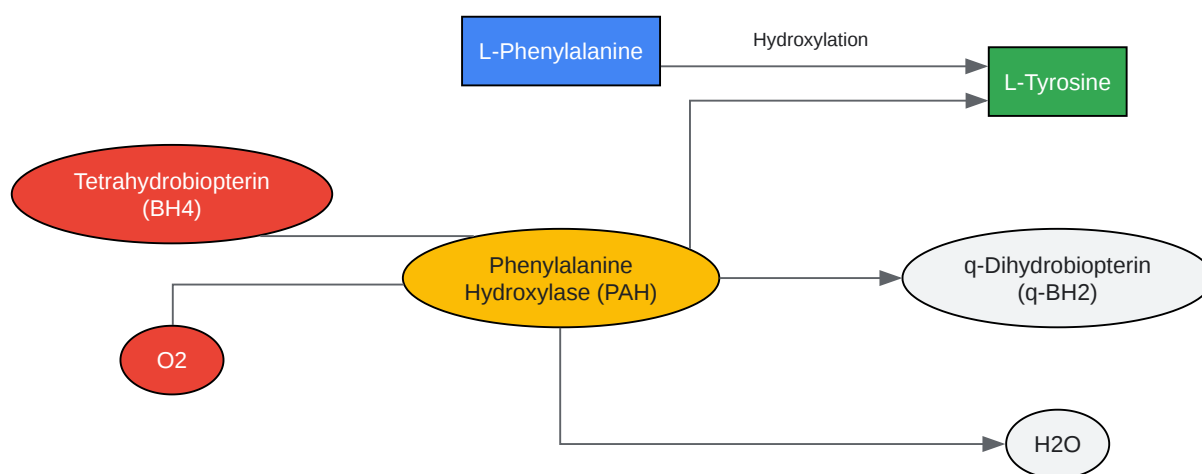 L-Phenylalanine
Hydroxylation
L-Tyrosine
Tetrahydrobiopterin
(BH4)
Phenylalanine
Hydroxylase (PAH)
q-Dihydrobiopterin
(q-BH2)
O2
H2O